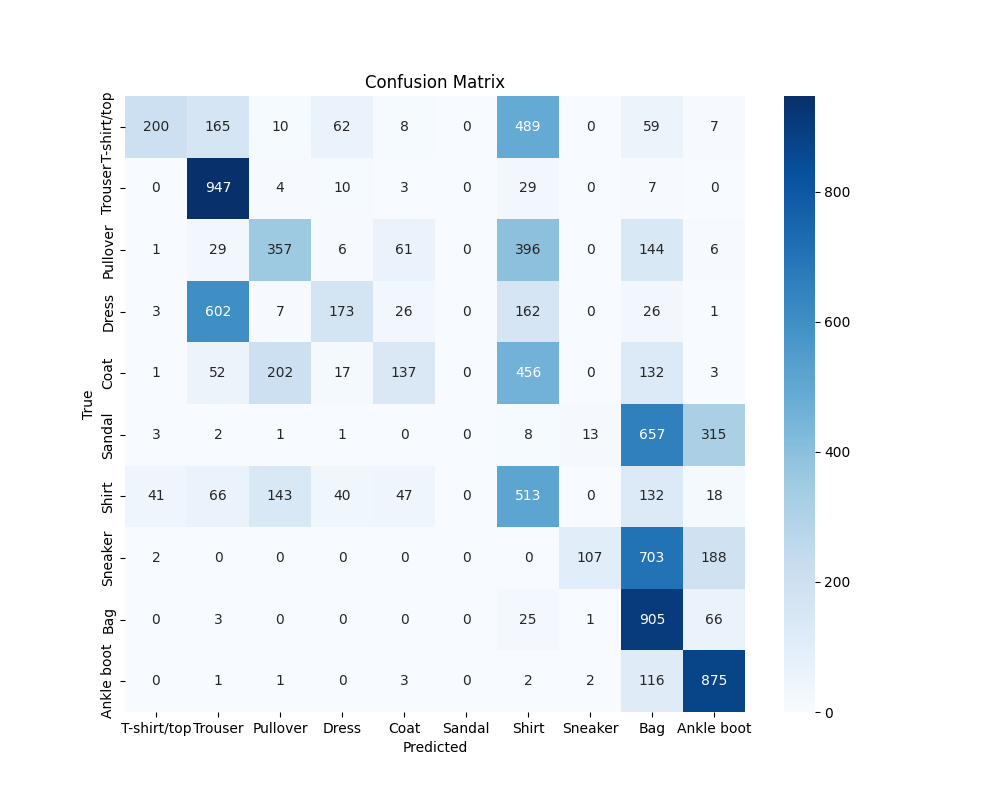 Confusion Matrix
T-shirt/top 200 165 10 62 8 0 489 0 59 7
Trouser 0 947 4 10 3 0 29 0 7 0
Pullover 1 29 357 6 61 0 396 0 144 6
Dress 3 602 7 173 26 0 162 0 26 1
Coat 1 52 202 17 137 0 456 0 132 3
Sandal 3 2 1 1 0 0 8 13 657 315
Shirt 41 66 143 40 47 0 513 0 132 18
Sneaker 2 0 0 0 0 0 0 107 703 188
Bag 0 3 0 0 0 0 25 1 905 66
Ankle boot 0 1 1 0 3 0 2 2 116 875
T-shirt/top Trouser Pullover Dress Coat Sandal Shirt Sneaker Bag Ankle boot
Predicted
True
800
600
400
200
0